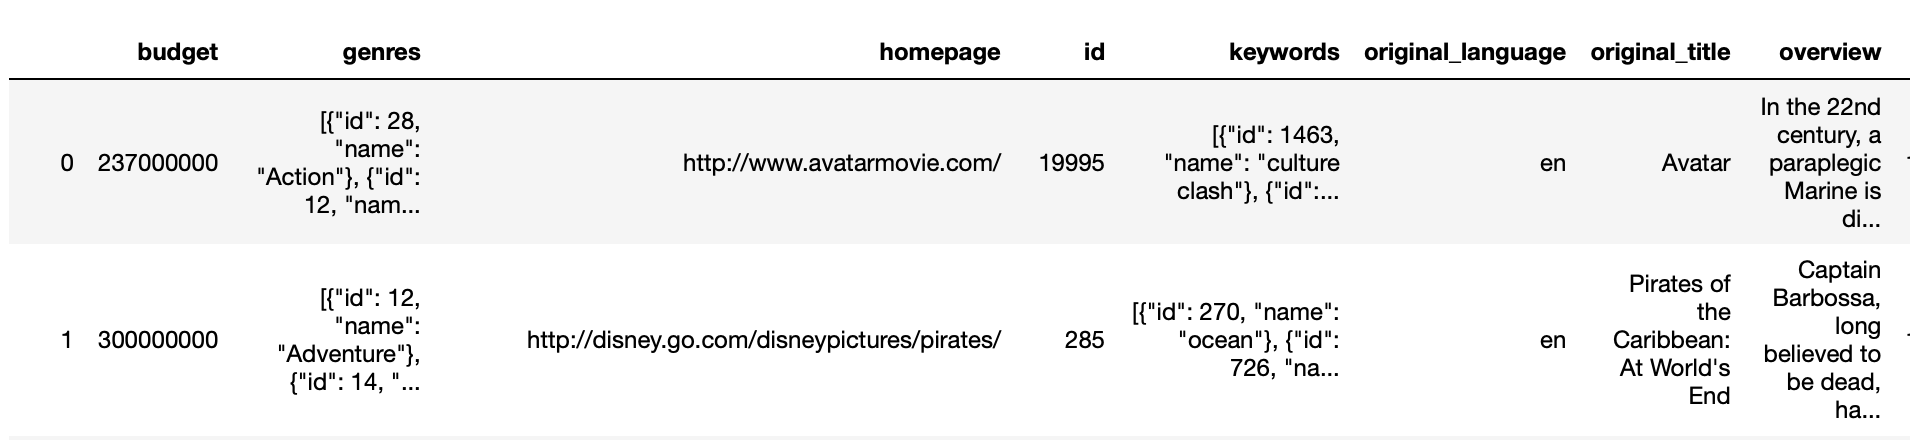 budget genres homepage id keywords original_language original_title overview
0 237000000 [{"id": 28, "name": "Action"}, {"id": 12, "nam... http://www.avatarmovie.com/ 19995 [{"id": 1463, "name": "culture clash"}, {"id":... en Avatar In the 22nd century, a paraplegic Marine is di...
1 300000000 [{"id": 12, "name": "Adventure"}, {"id": 14, "... http://disney.go.com/disneypictures/pirates/ 285 [{"id": 270, "name": "ocean"}, {"id": 726, "na... en Pirates of the Caribbean: At World's End Captain Barbossa, long believed to be dead, ha...